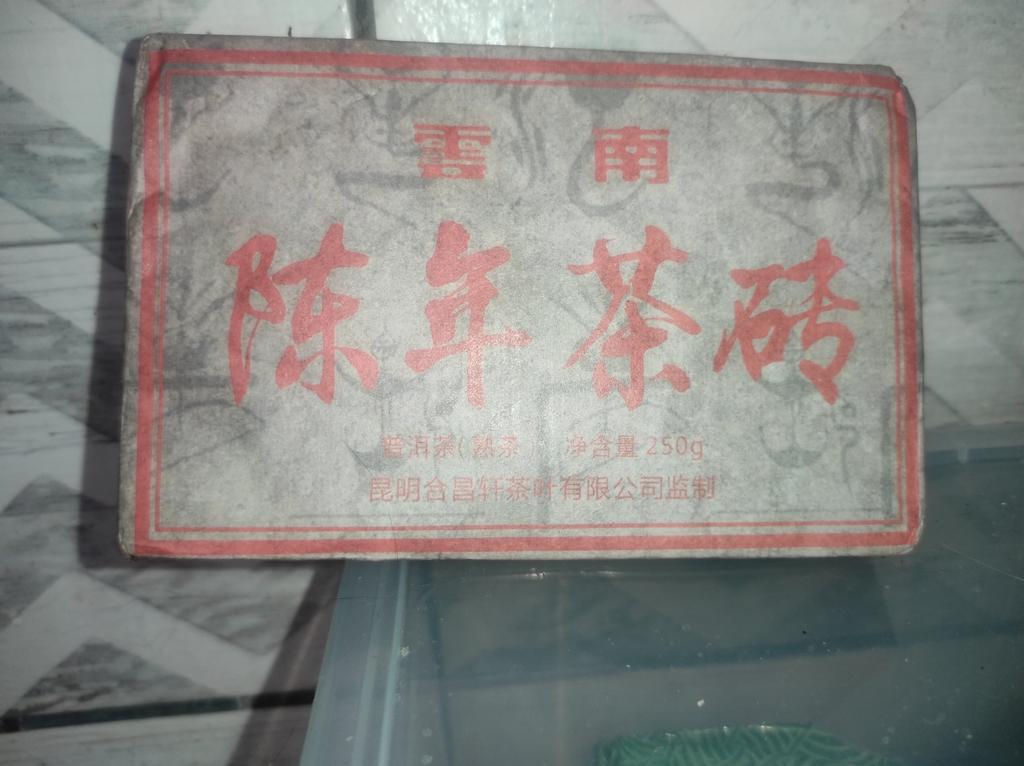 雲南
陈年茶砖
普洱茶(熟茶) 净含量250g
昆明合昌轩茶叶有限公司监制